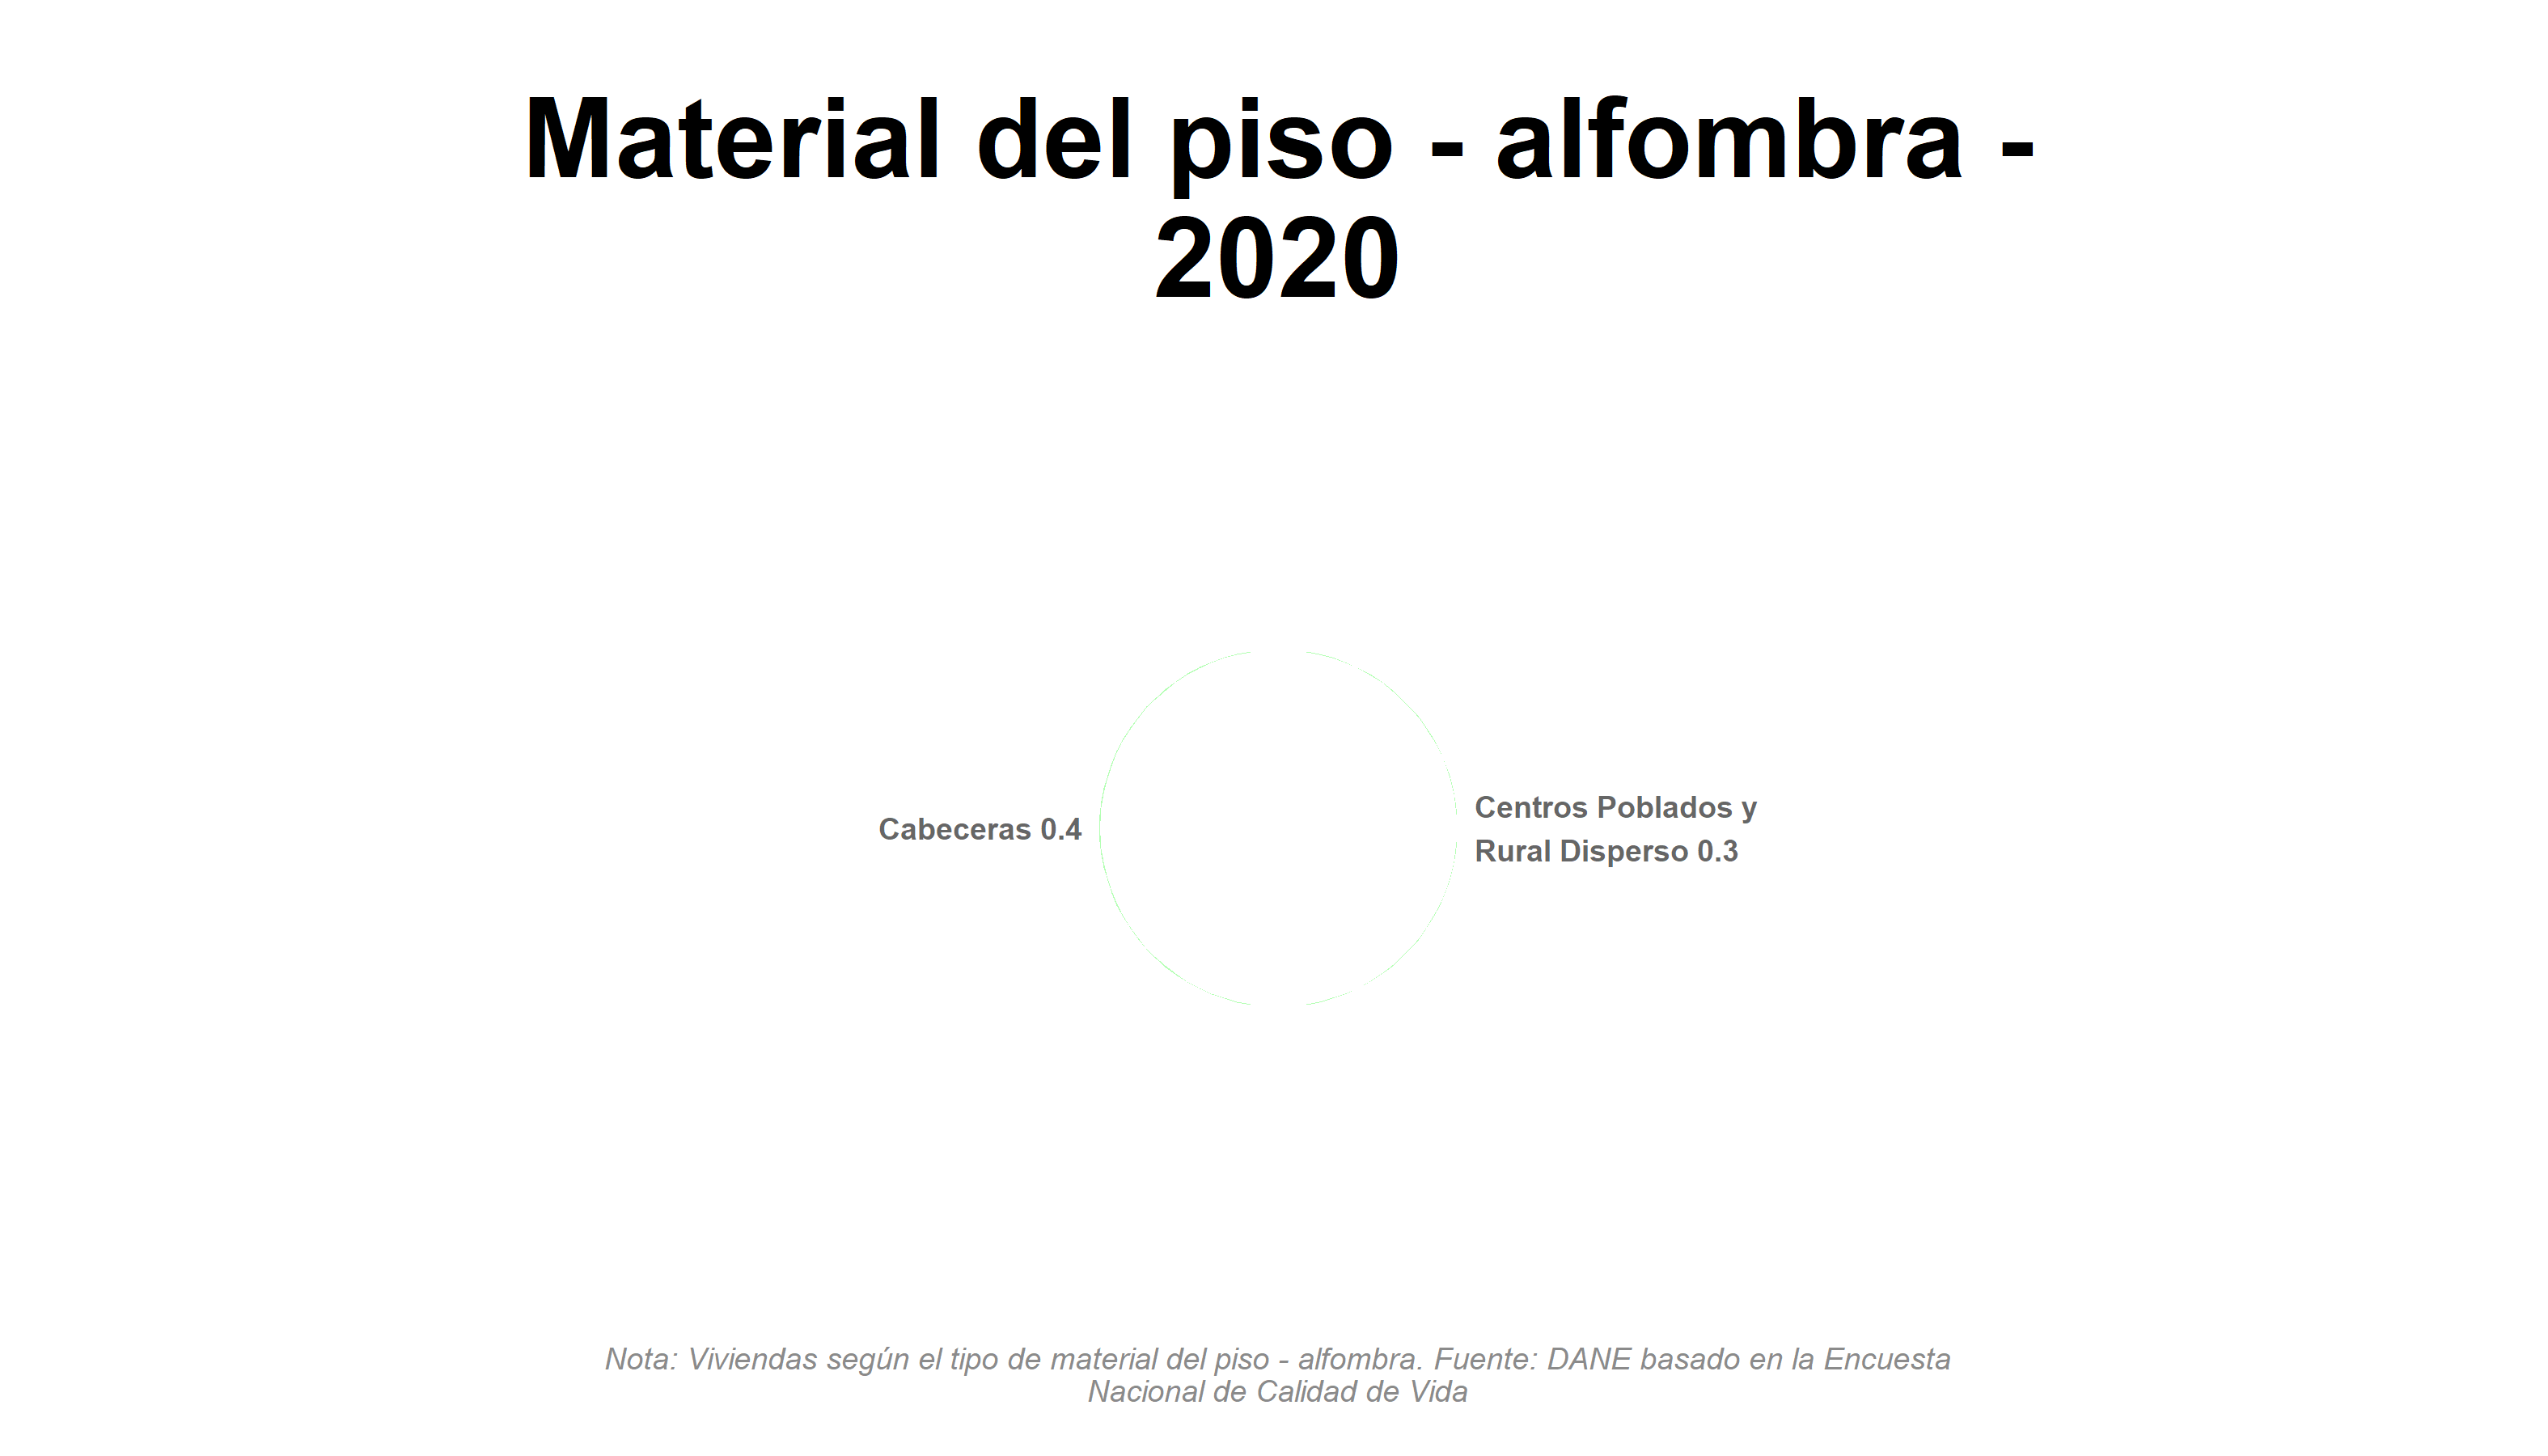 Material del piso - alfombra -
2020
Cabeceras 0.4
Centros Poblados y
Rural Disperso 0.3
Nota: Viviendas según el tipo de material del piso - alfombra. Fuente: DANE basado en la Encuesta
Nacional de Calidad de Vida